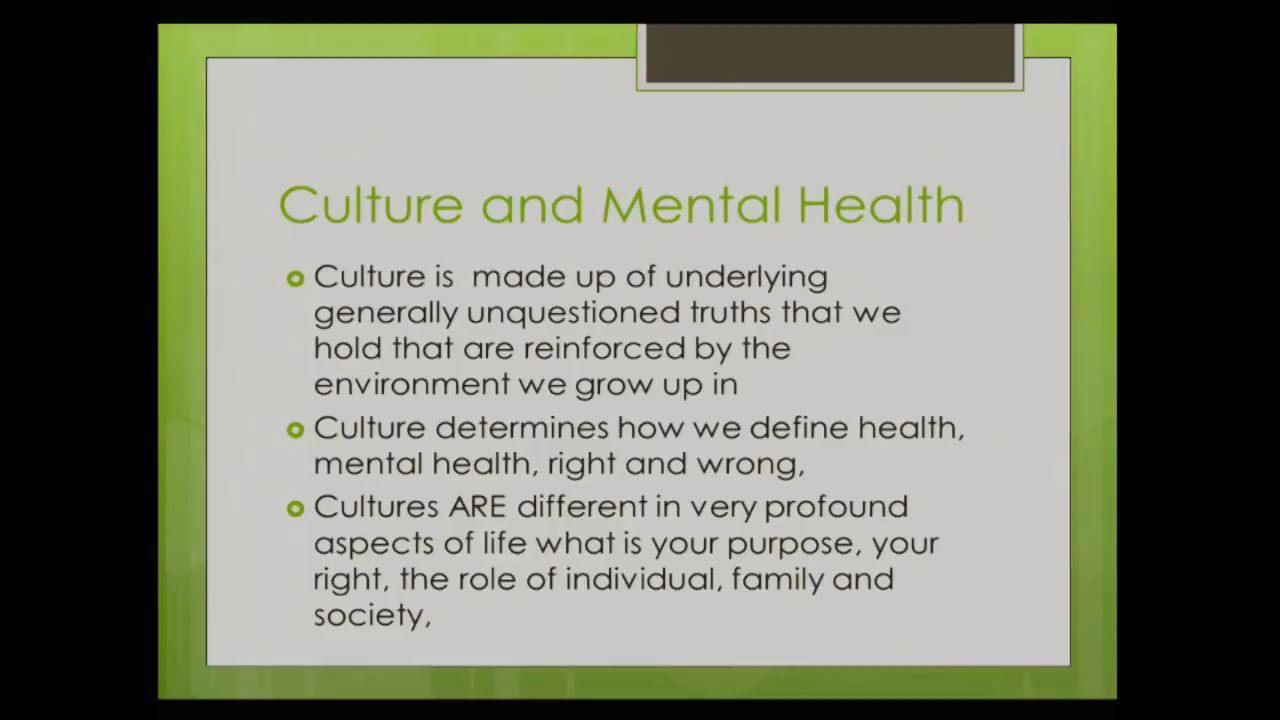 Culture and Mental Health
Culture is made up of underlying
generally unquestioned truths that we
hold that are reinforced by the
environment we grow up in
Culture determines how we define health,
mental health, right and wrong,
Cultures ARE different in very profound
aspects of life what is your purpose, your
right, the role of individual, family and
society,